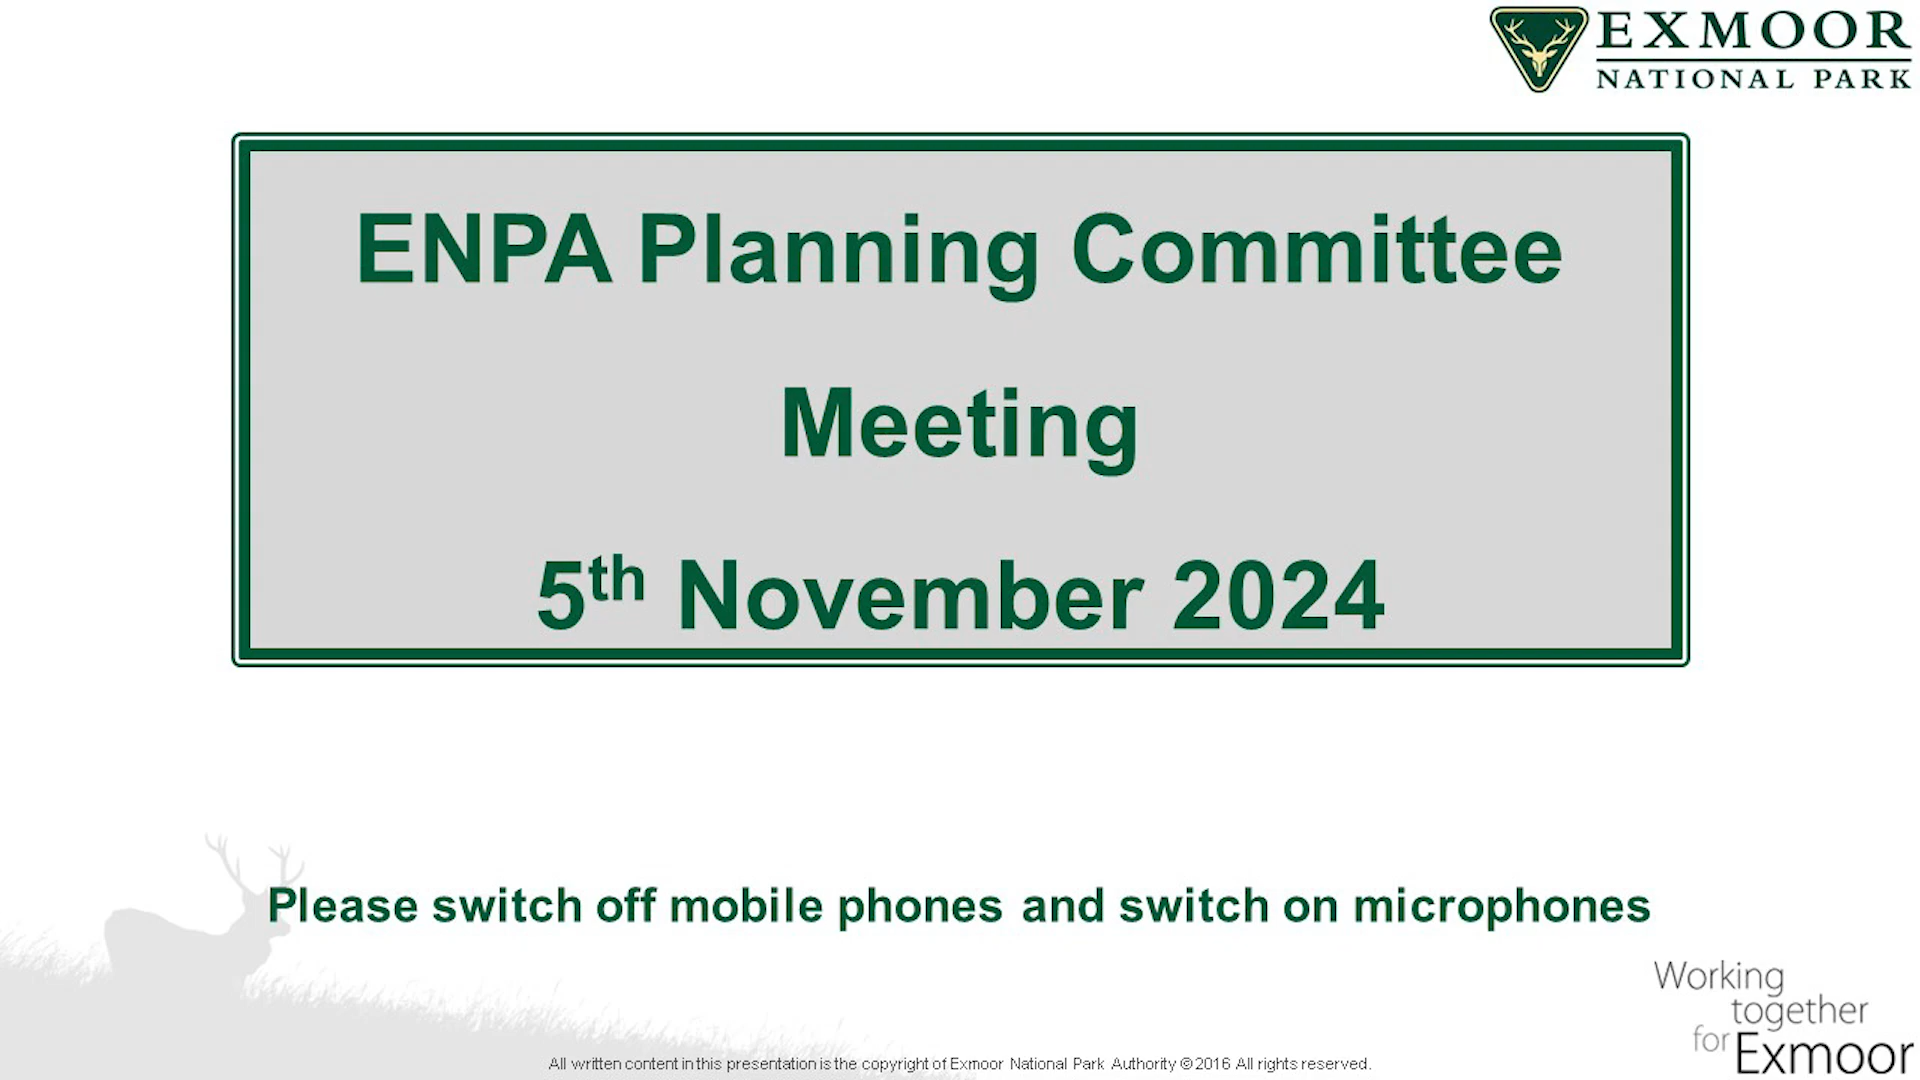 EXMOOR
NATIONAL PARK
ENPA Planning Committee
Meeting
5th November 2024
Please switch off mobile phones and switch on microphones
Working
together
for Exmoor
All written content in this presentation is the copyright of Exmoor National Park Authority © 2016 All rights reserved.